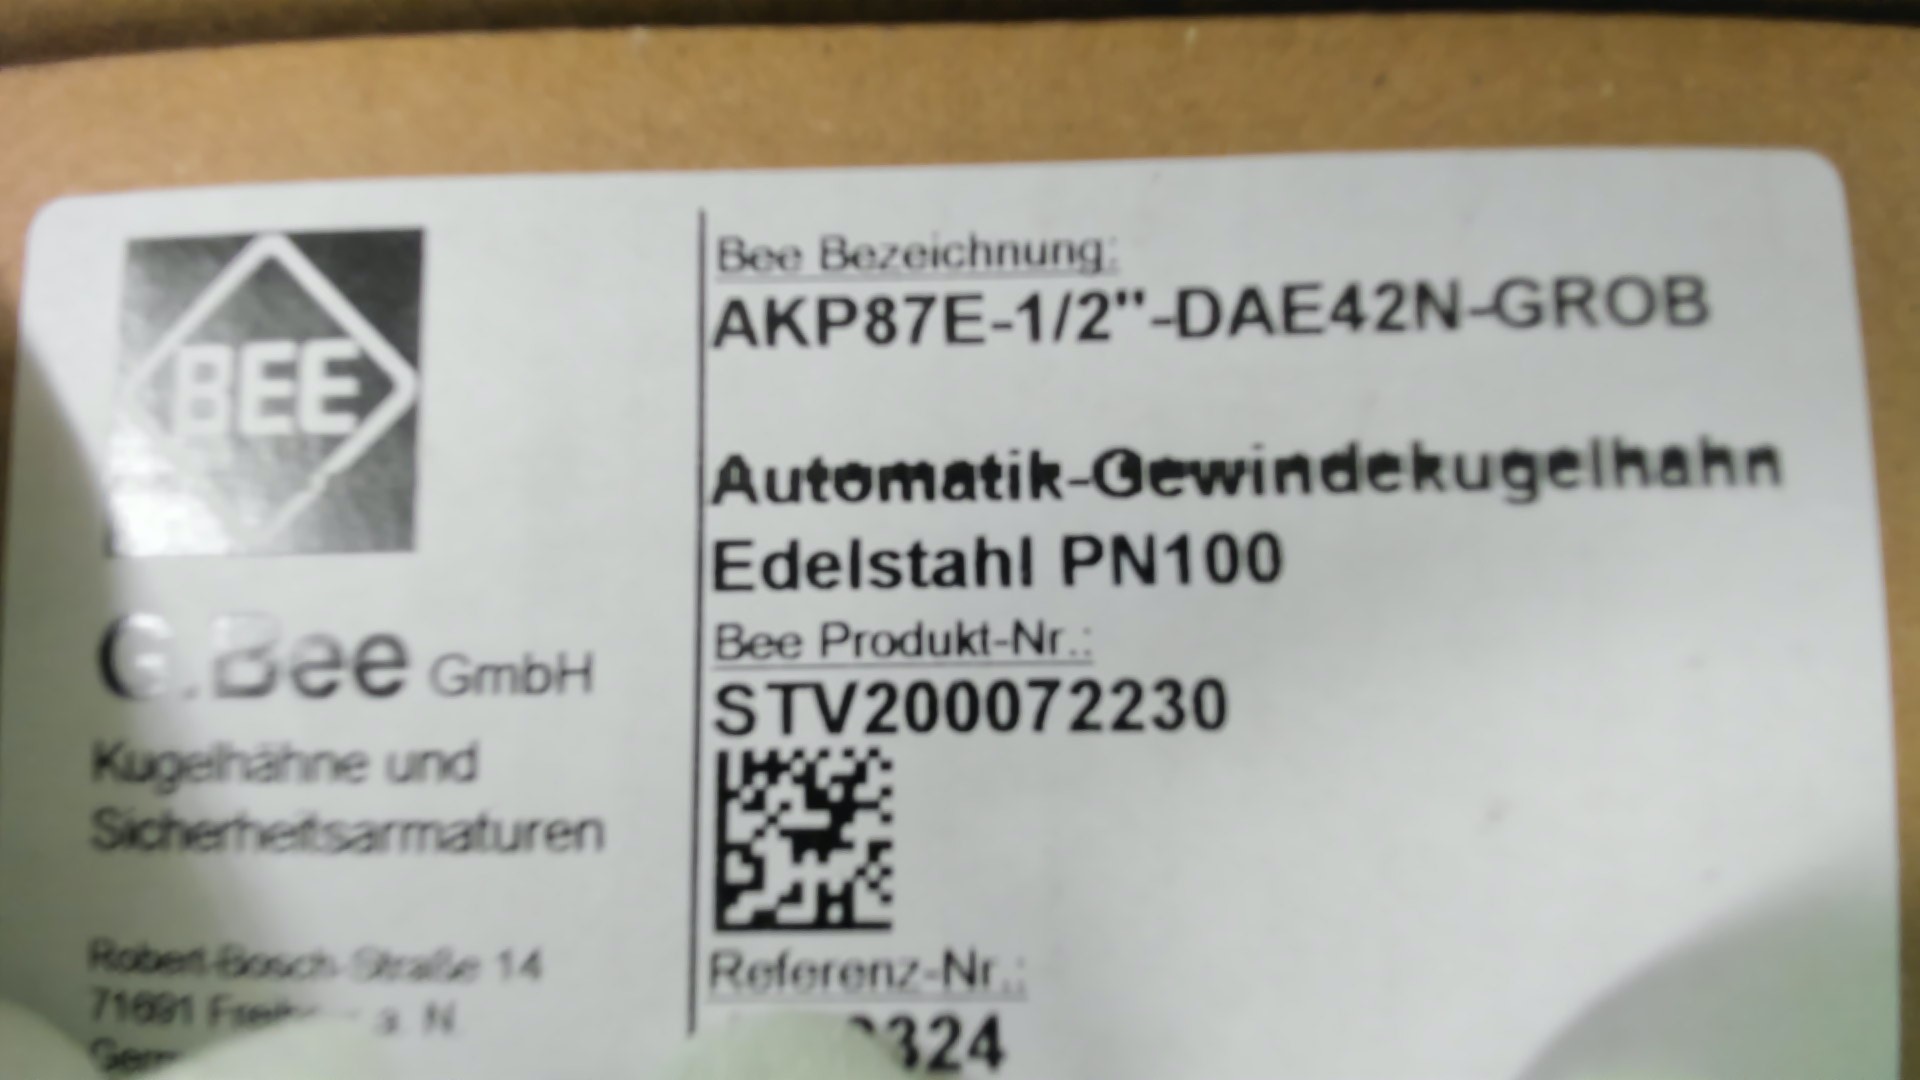 BEE
G.Bee GmbH
Kugelhähne und
Sicherheitsarmaturen
Robert-Bosch-Straße 14
71691 a. N.
Bee Bezeichnung:
AKP87E-1/2"-DAE42N-GROB
Automatik-Gewindekugelhahn
Edelstahl PN100
Bee Produkt-Nr.:
STV200072230
Referenz-Nr.: